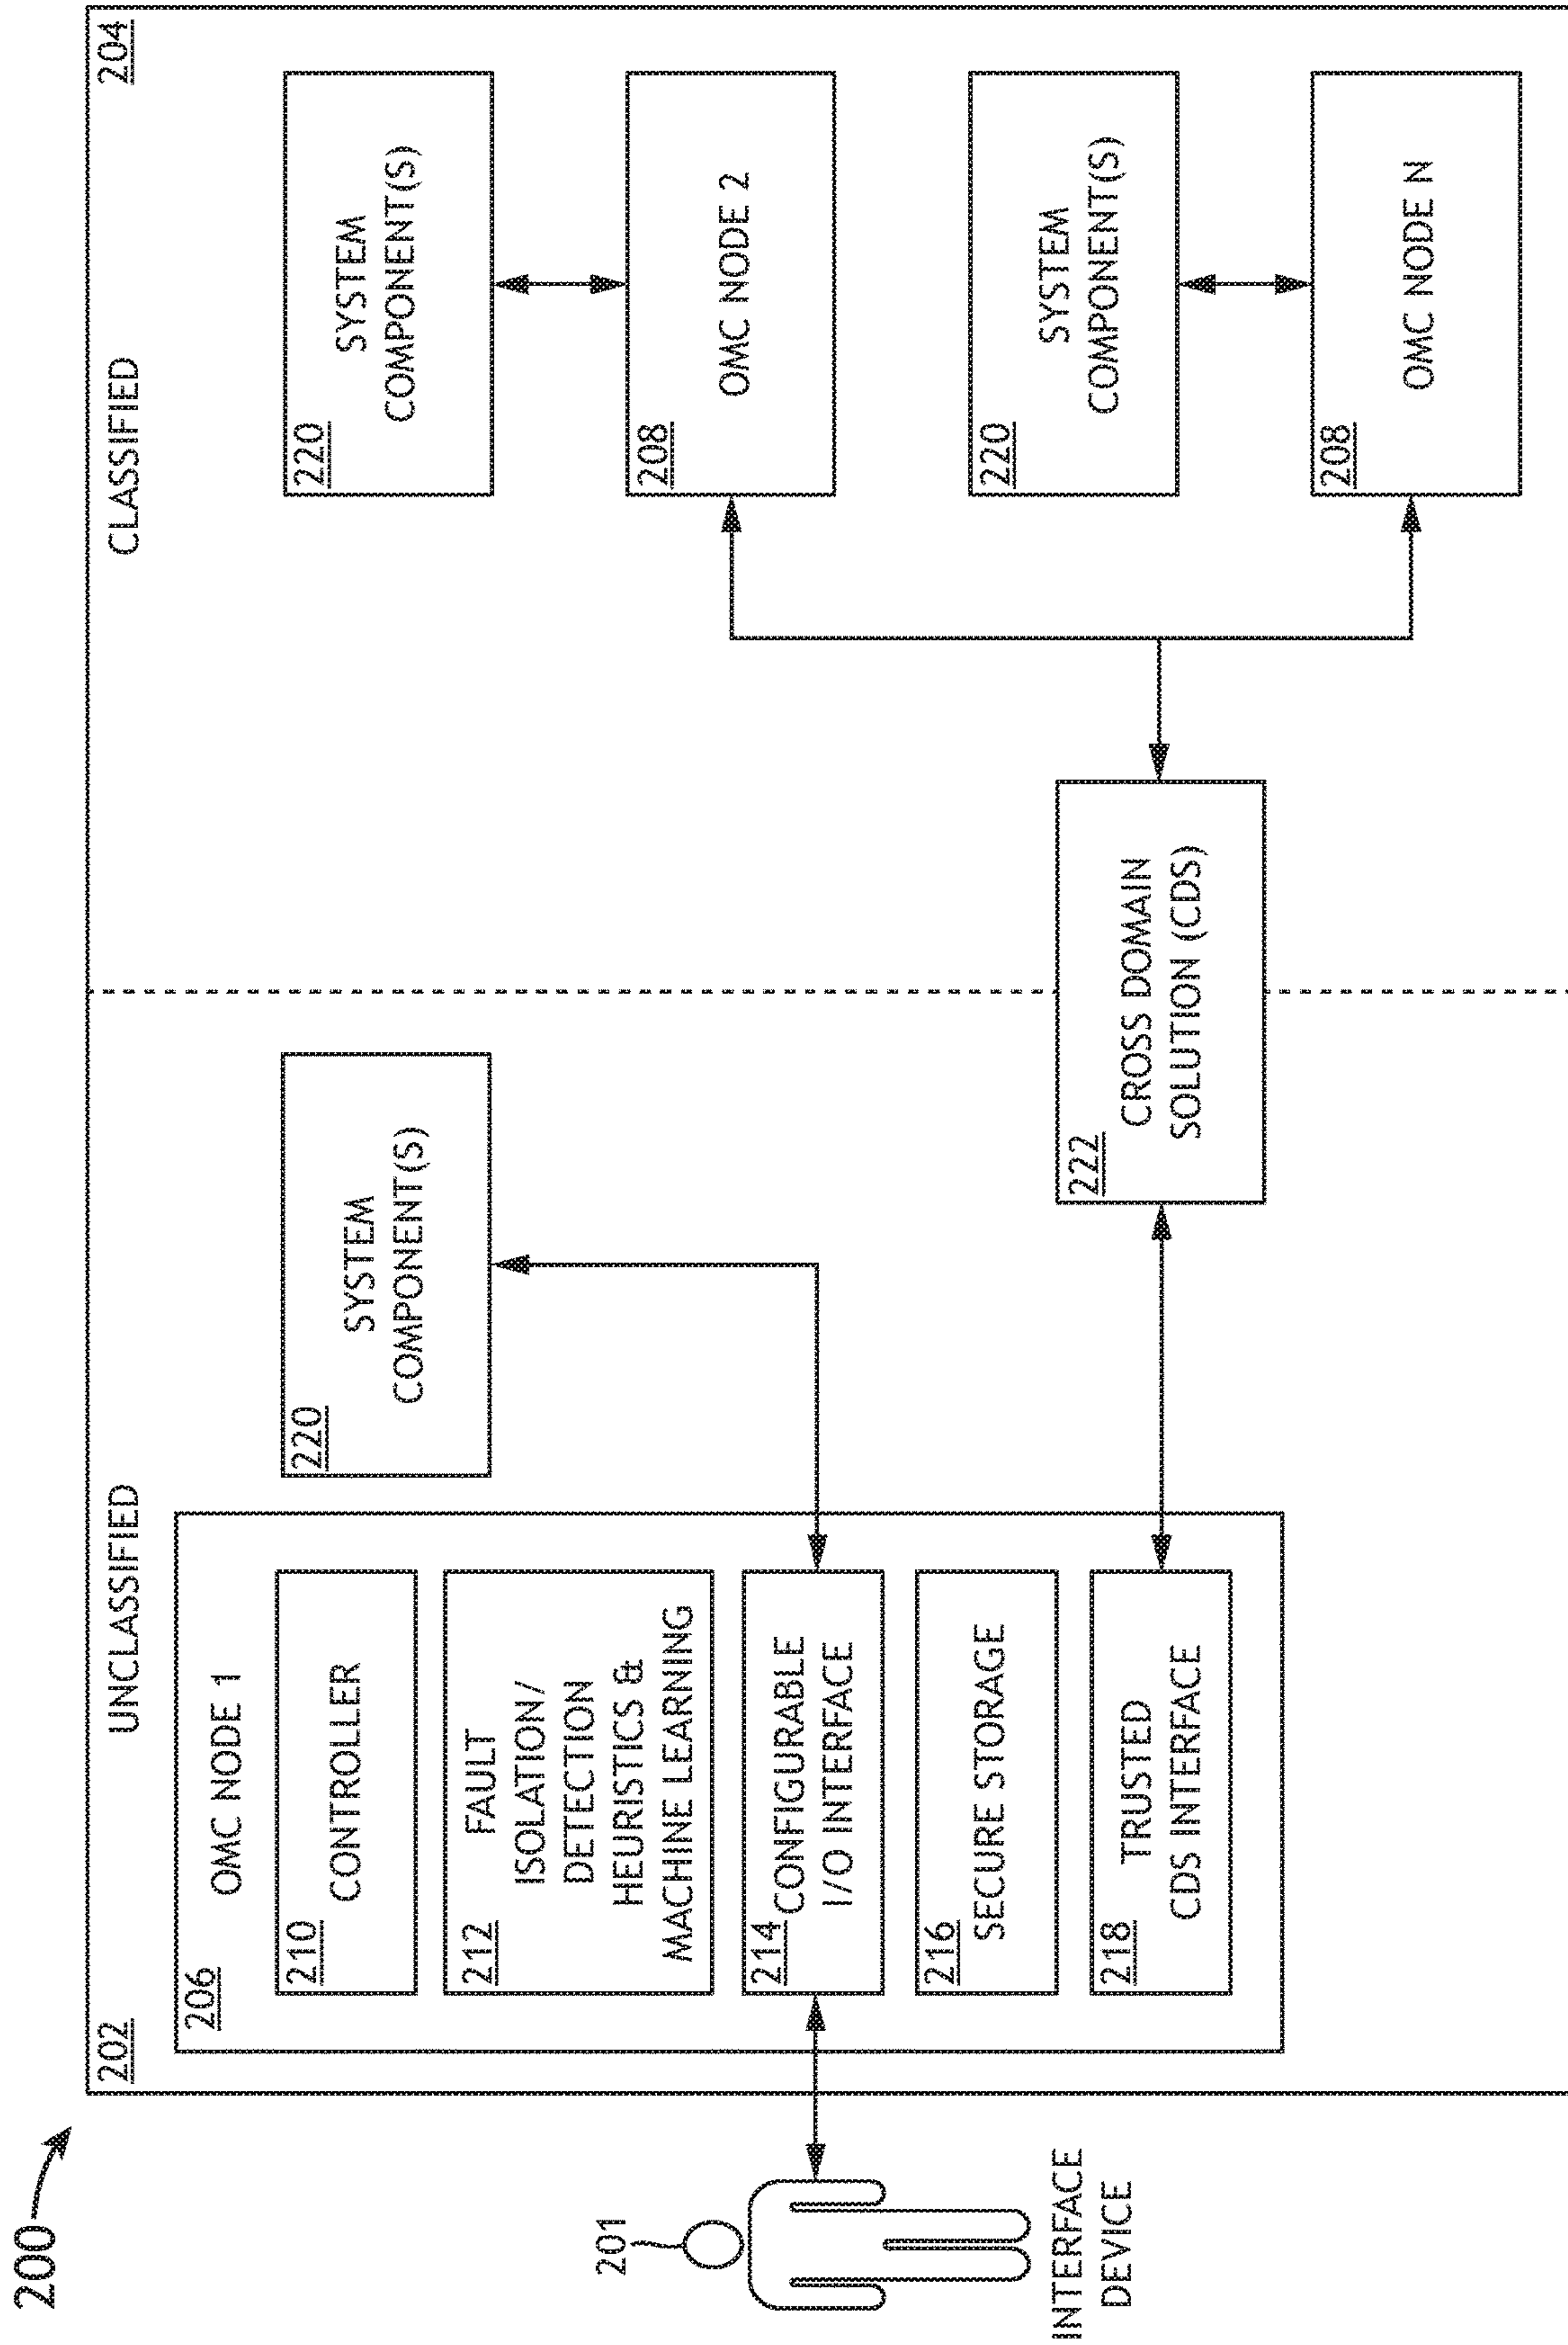 200
202
UNCLASSIFIED
CLASSIFIED
204
206
OMC NODE 1
210
CONTROLLER
212
FAULT
ISOLATION/
DETECTION
HEURISTICS &
MACHINE LEARNING
214
CONFIGURABLE
I/O INTERFACE
216
SECURE STORAGE
218
TRUSTED
CDS INTERFACE
201
INTERFACE
DEVICE
220
SYSTEM
COMPONENT(S)
222
CROSS DOMAIN
SOLUTION (CDS)
220
SYSTEM
COMPONENT(S)
208
OMC NODE 2
220
SYSTEM
COMPONENT(S)
208
OMC NODE N